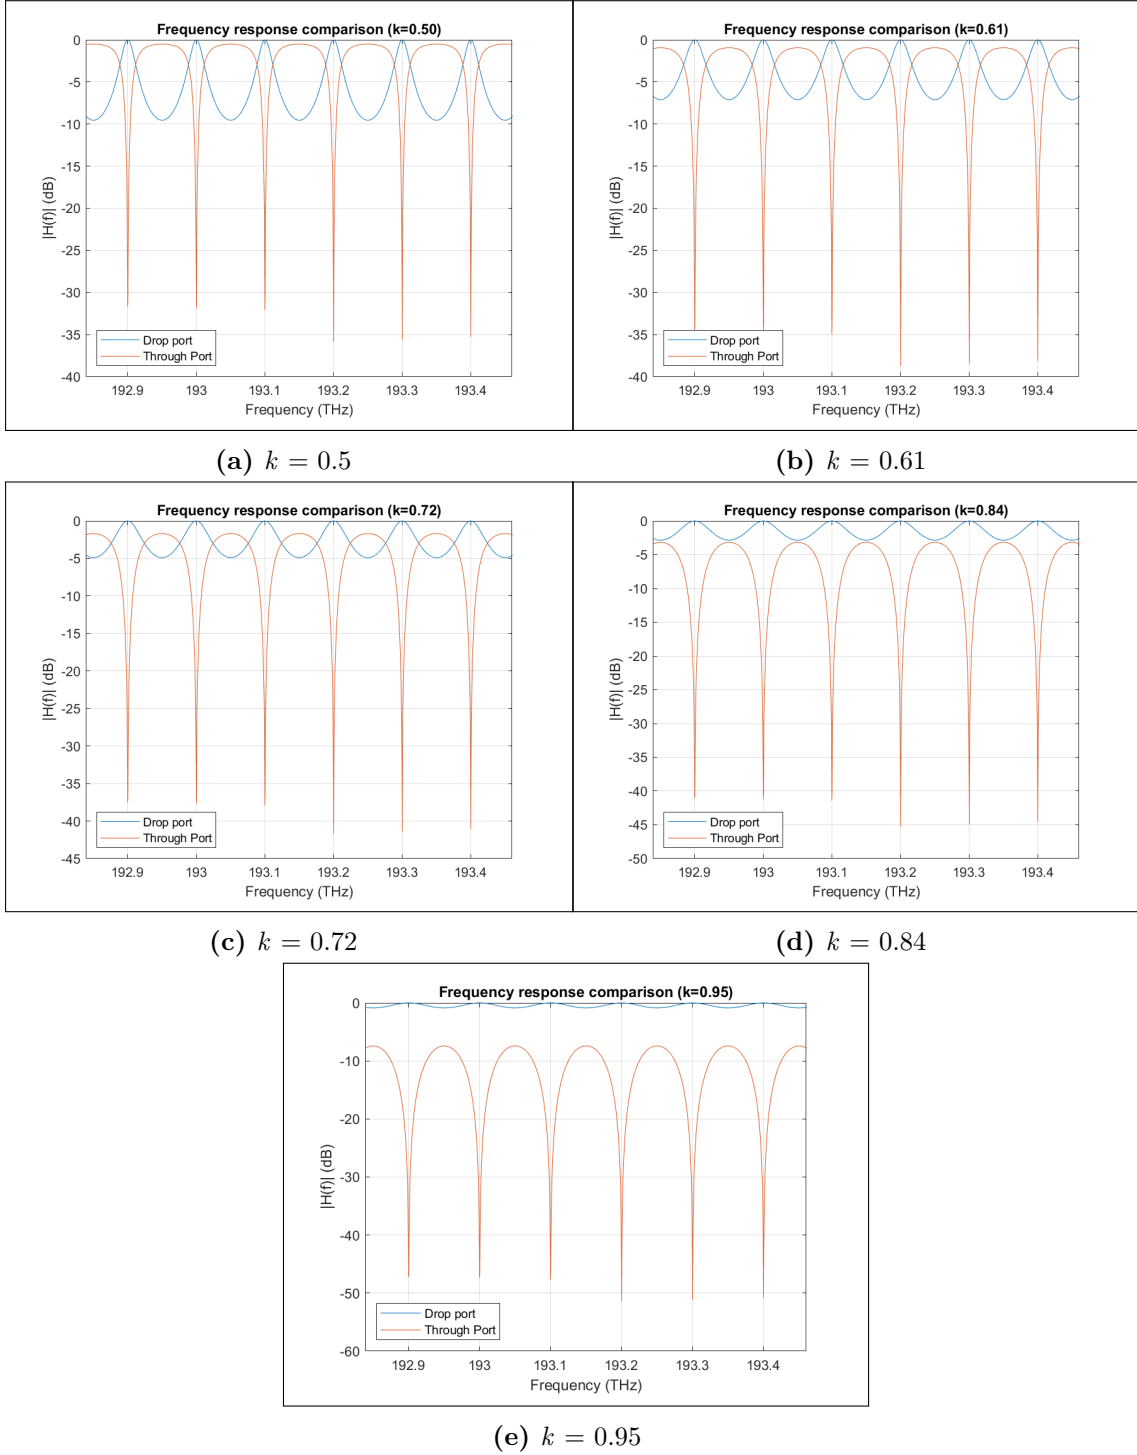 Frequency response comparison (k=0.50)
0
-5
-10
-15
-20
-25
-30
-35
-40
|H(f)| (dB)
Drop port
Through Port
192.9 193 193.1 193.2 193.3 193.4
Frequency (THz)
(a) k = 0.5
Frequency response comparison (k=0.61)
0
-5
-10
-15
-20
-25
-30
-35
-40
|H(f)| (dB)
Drop port
Through Port
192.9 193 193.1 193.2 193.3 193.4
Frequency (THz)
(b) k = 0.61
Frequency response comparison (k=0.72)
0
-5
-10
-15
-20
-25
-30
-35
-40
-45
|H(f)| (dB)
Drop port
Through Port
192.9 193 193.1 193.2 193.3 193.4
Frequency (THz)
(c) k = 0.72
Frequency response comparison (k=0.84)
0
-5
-10
-15
-20
-25
-30
-35
-40
-45
-50
|H(f)| (dB)
Drop port
Through Port
192.9 193 193.1 193.2 193.3 193.4
Frequency (THz)
(d) k = 0.84
Frequency response comparison (k=0.95)
0
-10
-20
-30
-40
-50
-60
|H(f)| (dB)
Drop port
Through Port
192.9 193 193.1 193.2 193.3 193.4
Frequency (THz)
(e) k = 0.95